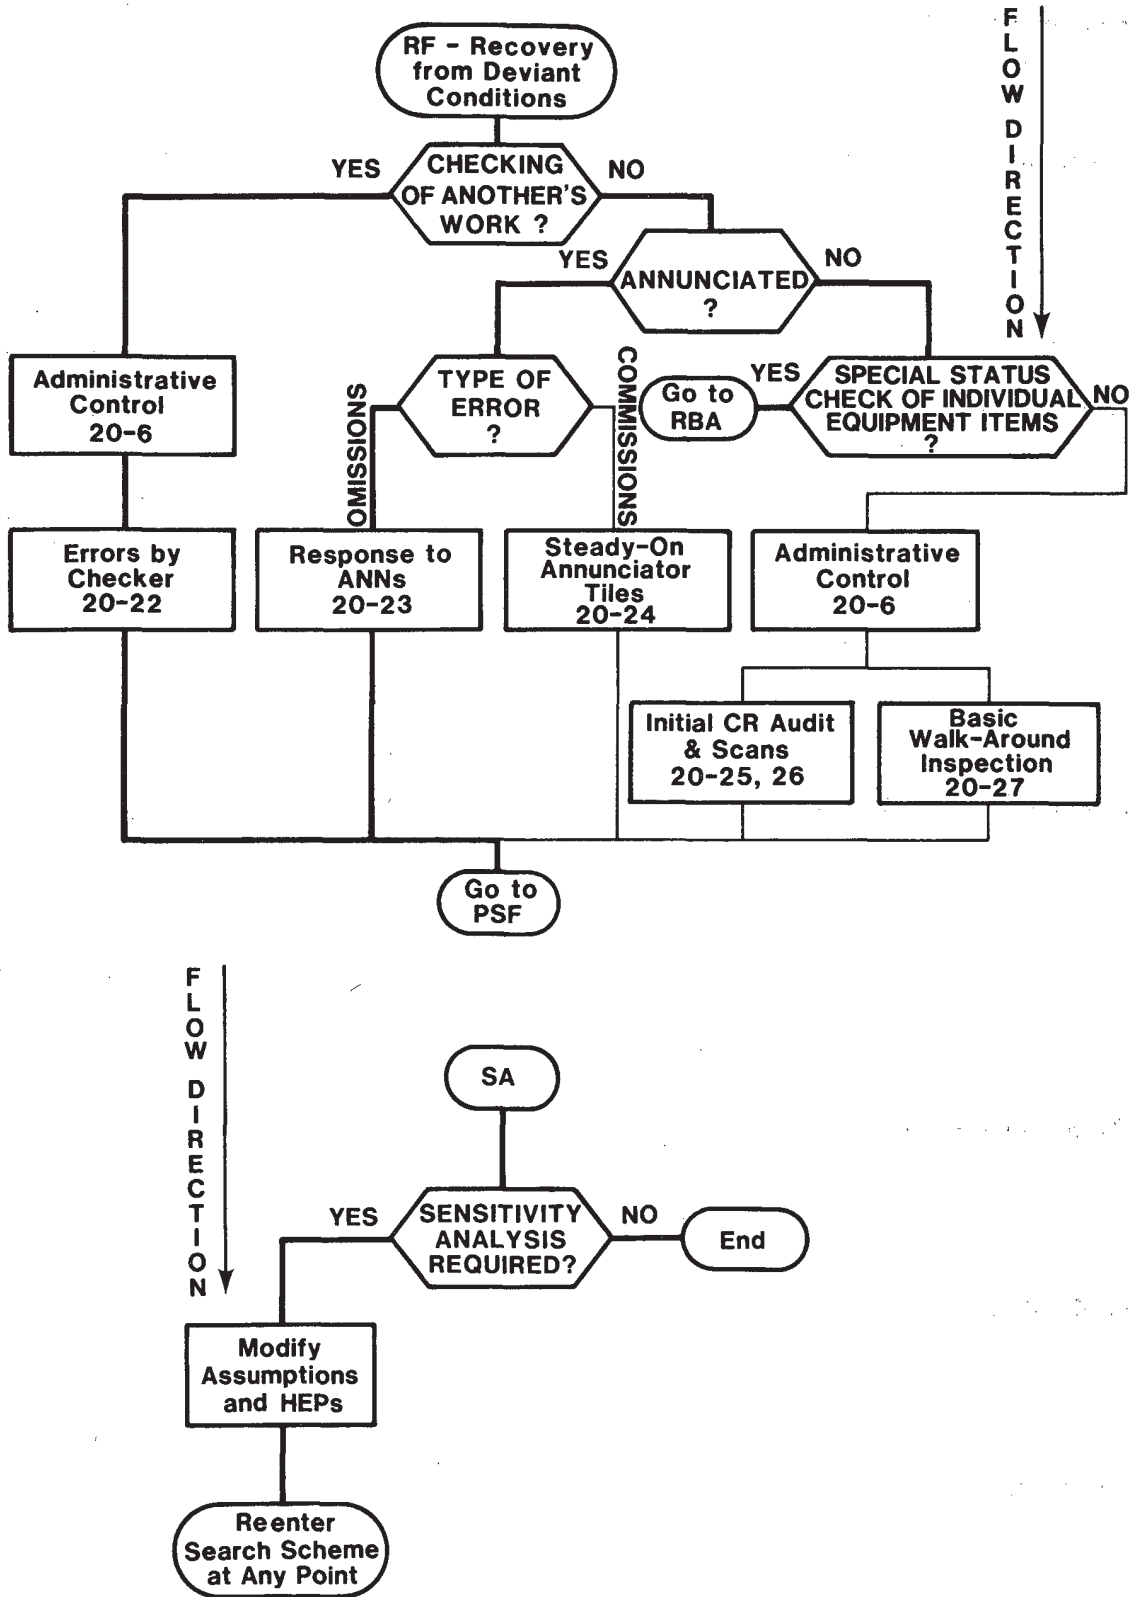 RF - Recovery
from Deviant
Conditions
FLOW DIRECTION
YES
CHECKING
OF ANOTHER'S
WORK ?
NO
YES
ANNUNCIATED
?
NO
Administrative
Control
20-6
OMISSIONS
TYPE OF
ERROR
?
COMMISSIONS
Go to
RBA
YES
SPECIAL STATUS
CHECK OF INDIVIDUAL
EQUIPMENT ITEMS
?
NO
Errors by
Checker
20-22
Response to
ANNs
20-23
Steady-On
Annunciator
Tiles
20-24
Administrative
Control
20-6
Initial CR Audit
& Scans
20-25, 26
Basic
Walk-Around
Inspection
20-27
Go to
PSF
FLOW DIRECTION
SA
YES
SENSITIVITY
ANALYSIS
REQUIRED?
NO
End
Modify
Assumptions
and HEPs
Reenter
Search Scheme
at Any Point